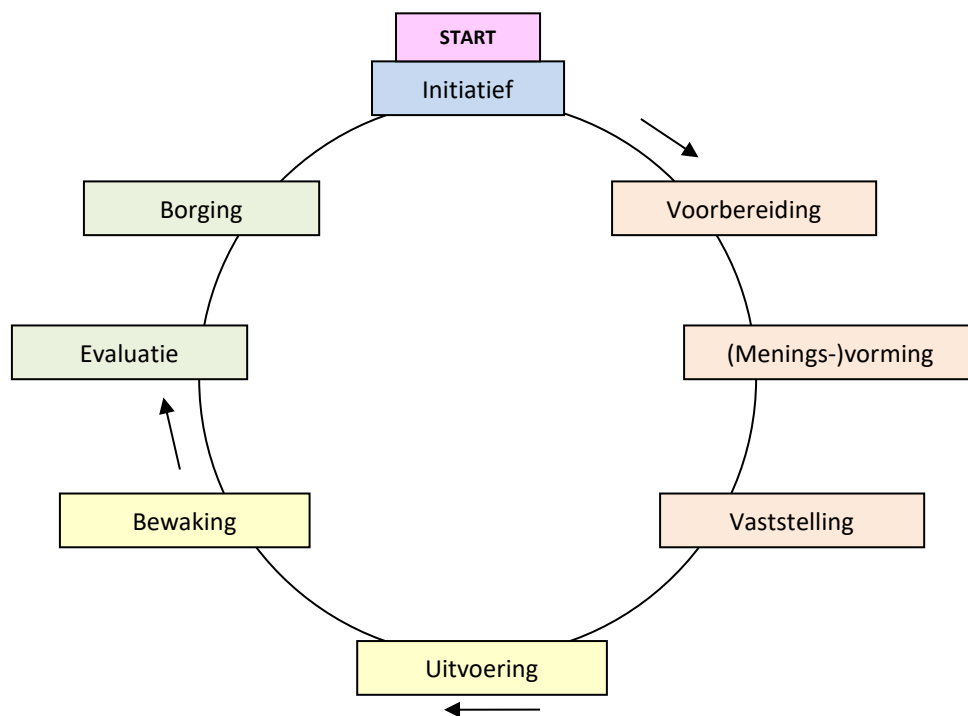 START
Initiatief
Voorbereiding
(Menings-)vorming
Vaststelling
Uitvoering
Bewaking
Evaluatie
Borging